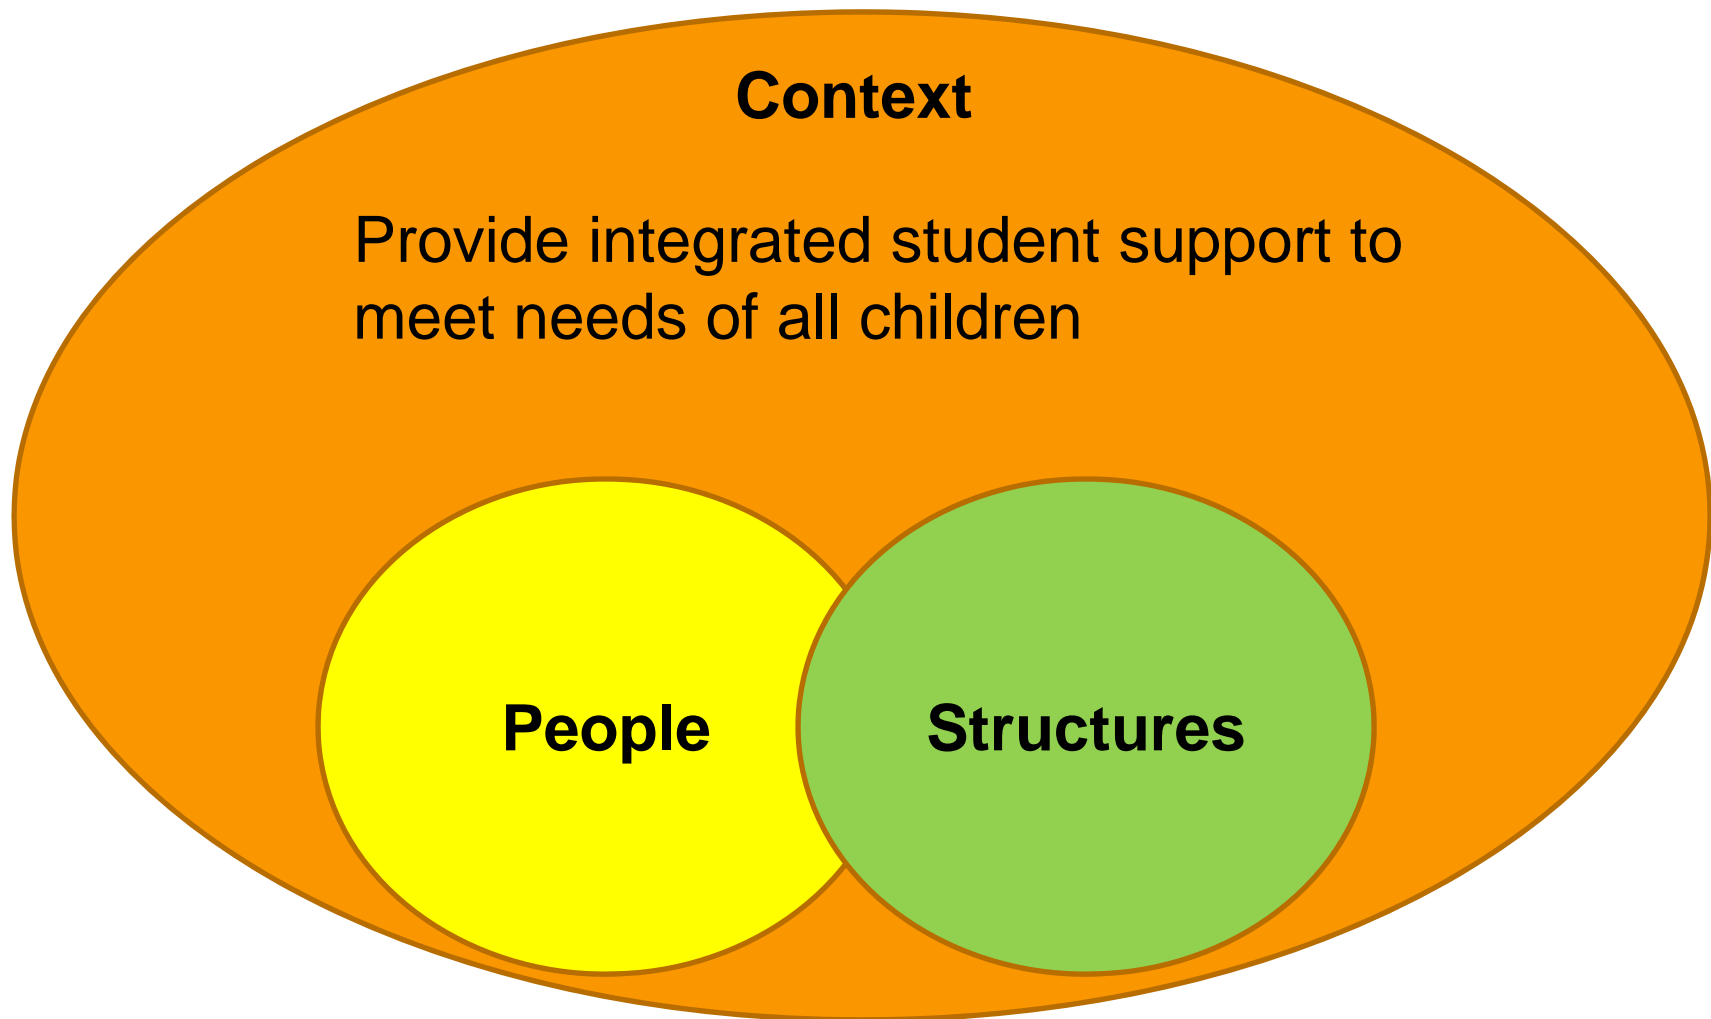 Context
Provide integrated student support to
meet needs of all children
People
Structures